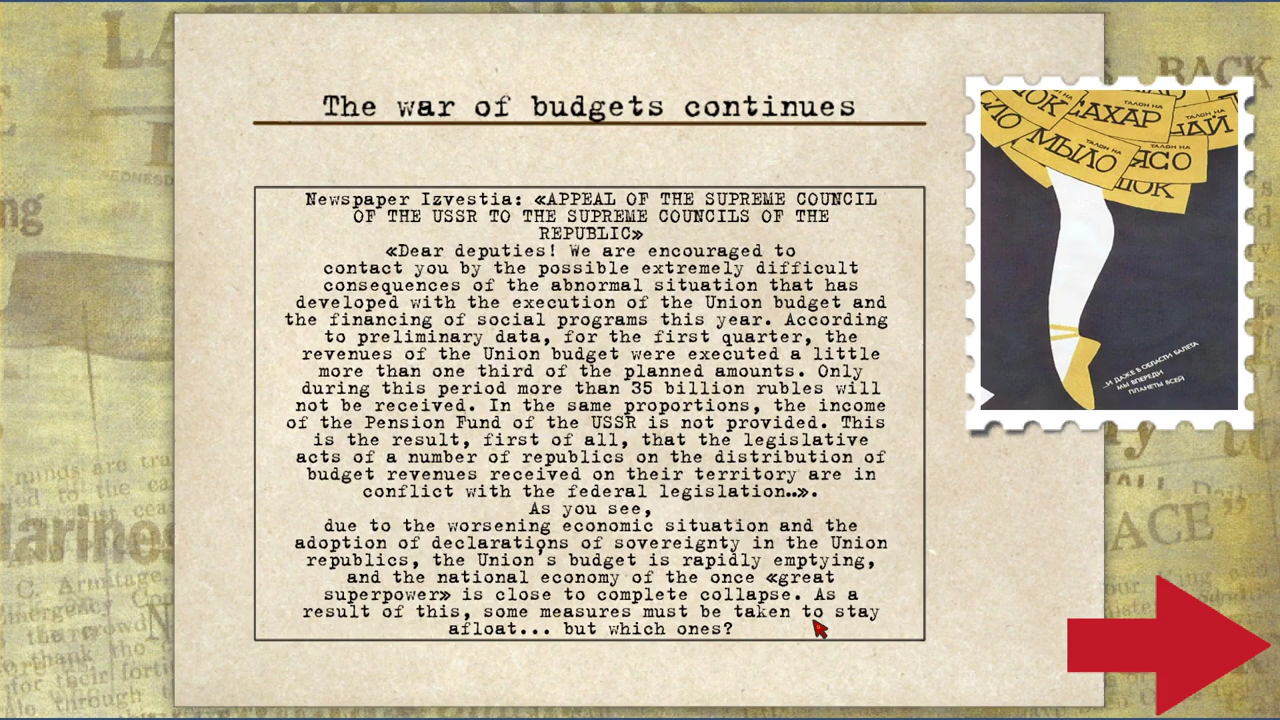 The war of budgets continues
Newspaper Izvestia: «APPEAL OF THE SUPREME COUNCIL
OF THE USSR TO THE SUPREME COUNCILS OF THE
REPUBLIC»
«Dear deputies! We are encouraged to
contact you by the possible extremely difficult
consequences of the abnormal situation that has
developed with the execution of the Union budget and
the financing of social programs this year. According
to preliminary data, for the first quarter, the
revenues of the Union budget were executed a little
more than one third of the planned amounts. Only
during this period more than 35 billion rubles will
not be received. In the same proportions, the income
of the Pension Fund of the USSR is not provided. This
is the result, first of all, that the legislative
acts of a number of republics on the distribution of
budget revenues received on their territory are in
conflict with the federal legislation..».
As you see,
due to the worsening economic situation and the
adoption of declarations of sovereignty in the Union
republics, the Union's budget is rapidly emptying,
and the national economy of the once «great
superpower» is close to complete collapse. As a
result of this, some measures must be taken to stay
afloat... but which ones?
ТАЛОН НА
САХАР
ТАЛОН НА
ЧАЙ
ТАЛОН НА
МЫЛО
ТАЛОН НА
...И ДАЖЕ В ОБЛАСТИ БАЛЕТА
МЫ ВПЕРЕДИ
ПЛАНЕТЫ ВСЕЙ
BACK
C. Armitage,